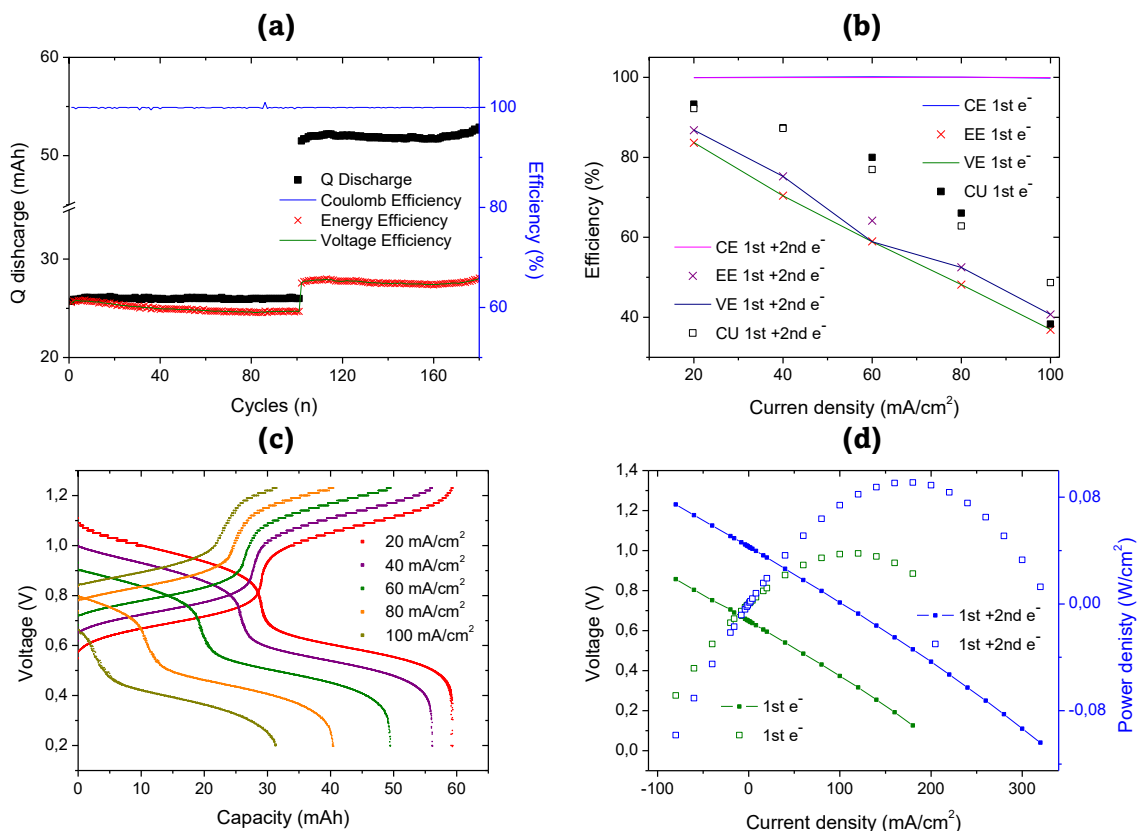 (a)
60
50
30
20
Q dishcarge (mAh)
0
40
80
120
160
Cycles (n)
100
80
60
Efficiency (%)
Q Discharge
Coulomb Efficiency
Energy Efficiency
Voltage Efficiency
(b)
100
80
60
40
Efficiency (%)
20
40
60
80
100
Curren density (mA/cm²)
CE 1st e⁻
EE 1st e⁻
VE 1st e⁻
CU 1st e⁻
CE 1st +2nd e⁻
EE 1st +2nd e⁻
VE 1st +2nd e⁻
CU 1st +2nd e⁻
(c)
1,2
1,0
0,8
0,6
0,4
0,2
Voltage (V)
0
10
20
30
40
50
60
Capacity (mAh)
20 mA/cm²
40 mA/cm²
60 mA/cm²
80 mA/cm²
100 mA/cm²
(d)
1,4
1,2
1,0
0,8
0,6
0,4
0,2
0,0
Voltage (V)
-100
0
100
200
300
Current density (mA/cm²)
0,08
0,00
-0,08
Power denisty (W/cm²)
1st +2nd e⁻
1st +2nd e⁻
1st e⁻
1st e⁻